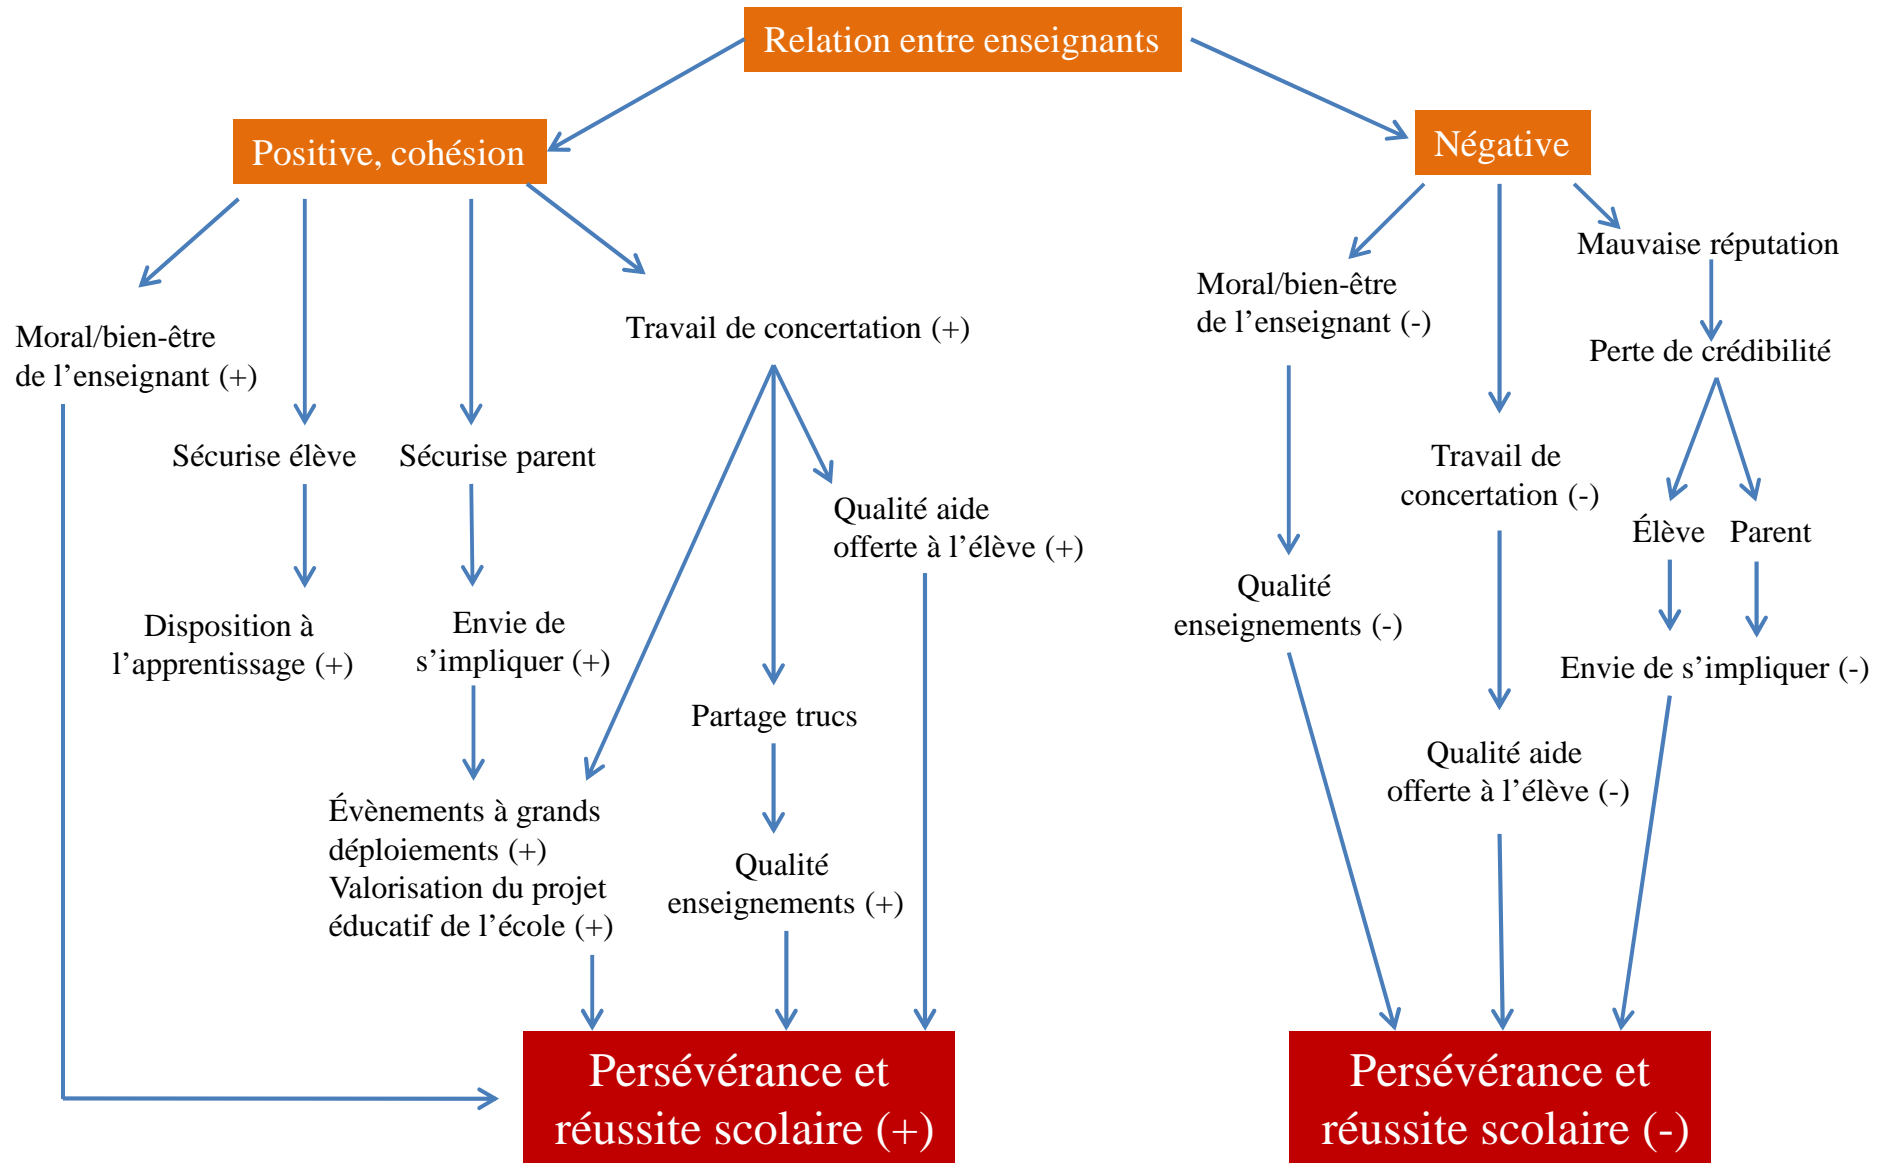 Relation entre enseignants
Positive, cohésion
Négative
Moral/bien-être
de l’enseignant (+)
Sécurise élève
Disposition à
l’apprentissage (+)
Sécurise parent
Envie de
s’impliquer (+)
Évènements à grands
déploiements (+)
Valorisation du projet
éducatif de l’école (+)
Travail de concertation (+)
Partage trucs
Qualité
enseignements (+)
Qualité aide
offerte à l’élève (+)
Persévérance et
réussite scolaire (+)
Moral/bien-être
de l’enseignant (-)
Qualité
enseignements (-)
Travail de
concertation (-)
Qualité aide
offerte à l’élève (-)
Mauvaise réputation
Perte de crédibilité
Élève
Parent
Envie de s’impliquer (-)
Persévérance et
réussite scolaire (-)